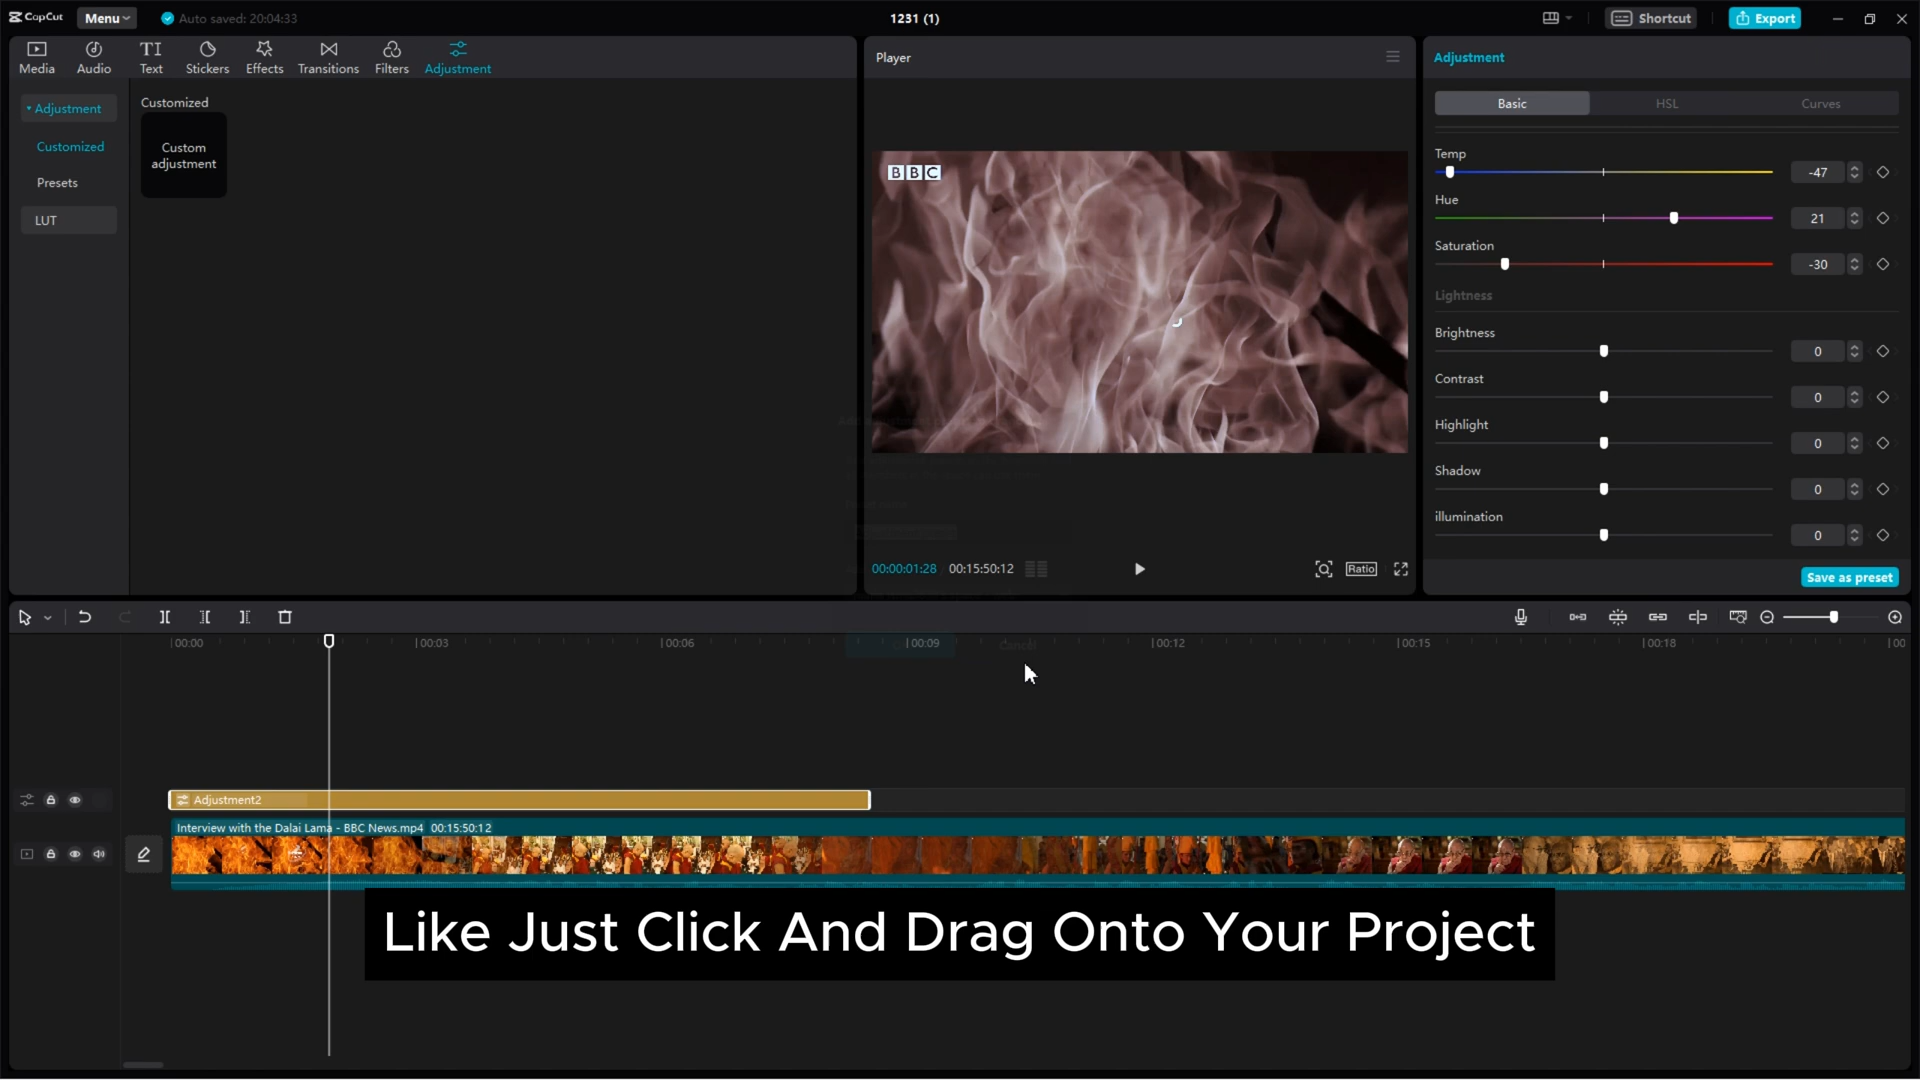 CapCut
Menu
Auto saved: 20:04:33
1231 (1)
Shortcut
Export
Media
Audio
TI
Text
Stickers
Effects
Transitions
Filters
Adjustment
Player
Adjustment
Adjustment
Customized
Presets
LUT
Customized
Custom
adjustment
BBC
Basic
HSL
Curves
Temp
-47
Hue
21
Saturation
-30
Lightness
Brightness
0
Contrast
0
Highlight
0
Shadow
0
illumination
0
00:00:01:28
00:15:50:12
Ratio
Save as preset
00:00
00:03
00:06
00:09
00:12
00:15
00:18
00
Cancel
Adjustment2
Interview with the Dalai Lama - BBC News.mp4 00:15:50:12
Like Just Click And Drag Onto Your Project